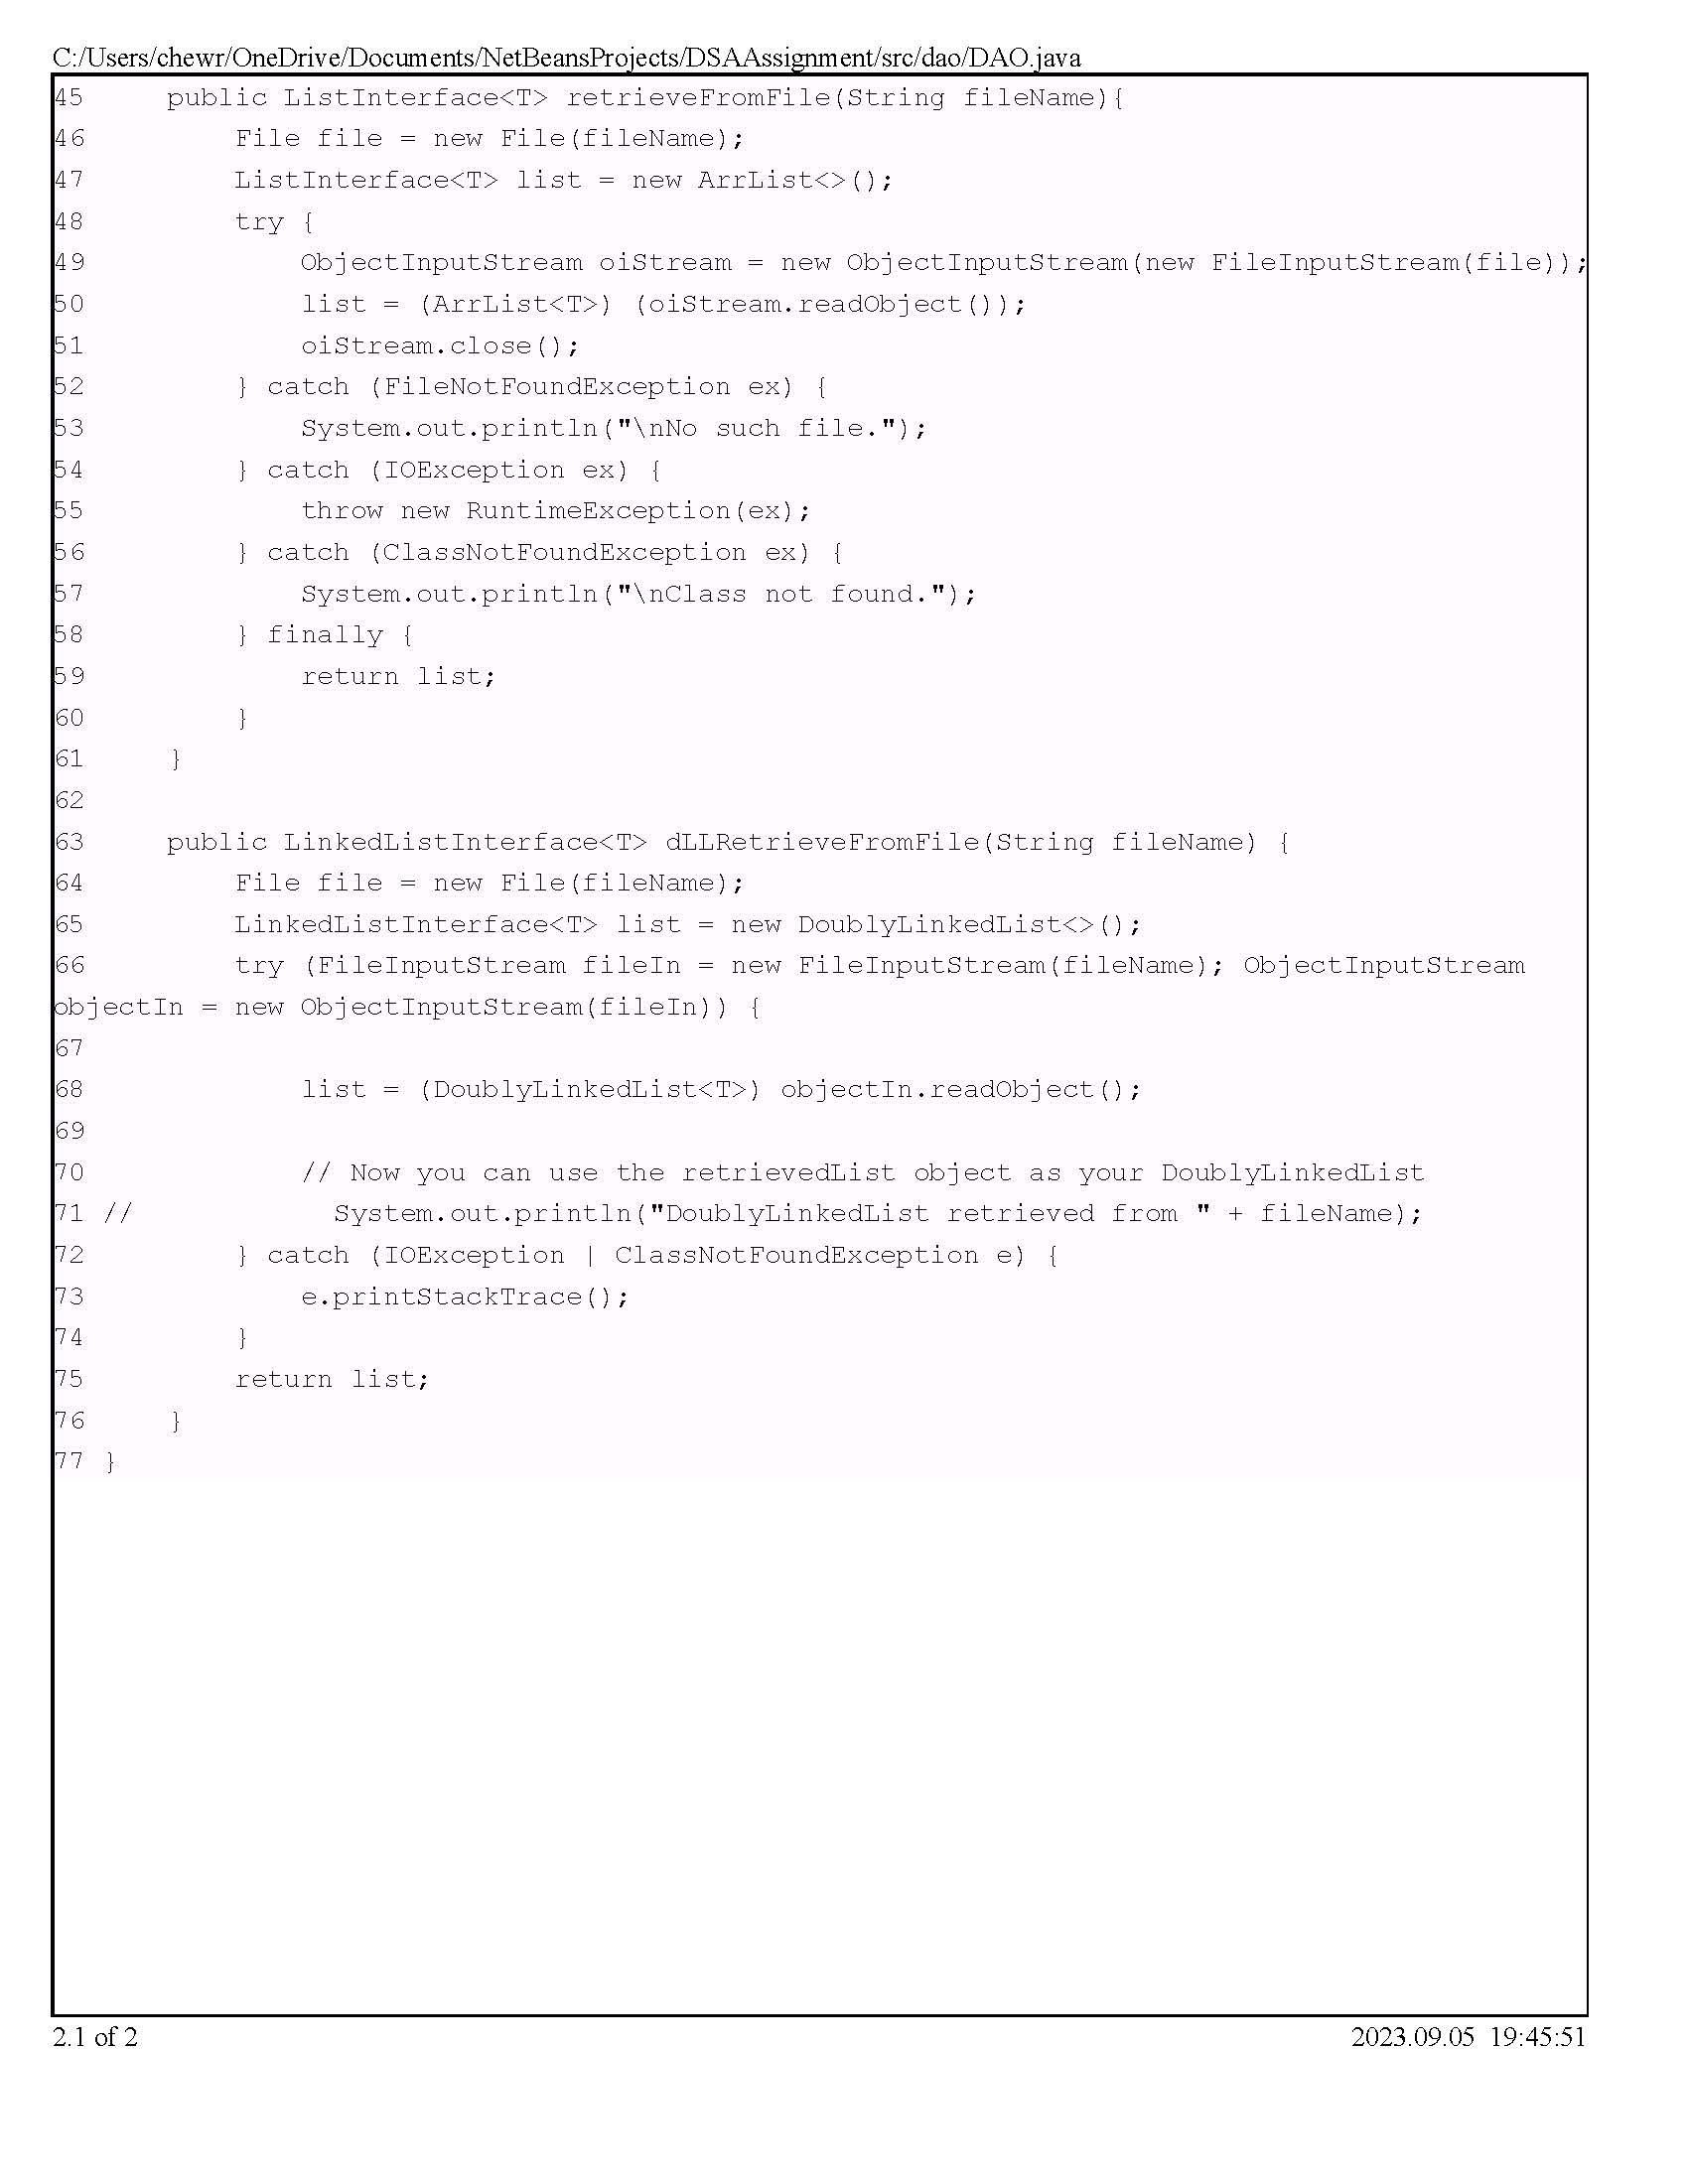 C:/Users/chewr/OneDrive/Documents/NetBeansProjects/DSAAssignment/src/dao/DAO.java
45     public ListInterface<T> retrieveFromFile(String fileName){
46         File file = new File(fileName);
47         ListInterface<T> list = new ArrList<>();
48         try {
49             ObjectInputStream oiStream = new ObjectInputStream(new FileInputStream(file));
50             list = (ArrList<T>) (oiStream.readObject());
51             oiStream.close();
52         } catch (FileNotFoundException ex) {
53             System.out.println("\nNo such file.");
54         } catch (IOException ex) {
55             throw new RuntimeException(ex);
56         } catch (ClassNotFoundException ex) {
57             System.out.println("\nClass not found.");
58         } finally {
59             return list;
60         }
61     }
62
63     public LinkedListInterface<T> dLLRetrieveFromFile(String fileName) {
64         File file = new File(fileName);
65         LinkedListInterface<T> list = new DoublyLinkedList<>();
66         try (FileInputStream fileIn = new FileInputStream(fileName); ObjectInputStream
objectIn = new ObjectInputStream(fileIn)) {
67
68             list = (DoublyLinkedList<T>) objectIn.readObject();
69
70             // Now you can use the retrievedList object as your DoublyLinkedList
71 //            System.out.println("DoublyLinkedList retrieved from " + fileName);
72         } catch (IOException | ClassNotFoundException e) {
73             e.printStackTrace();
74         }
75         return list;
76     }
77 }
2.1 of 2
2023.09.05 19:45:51